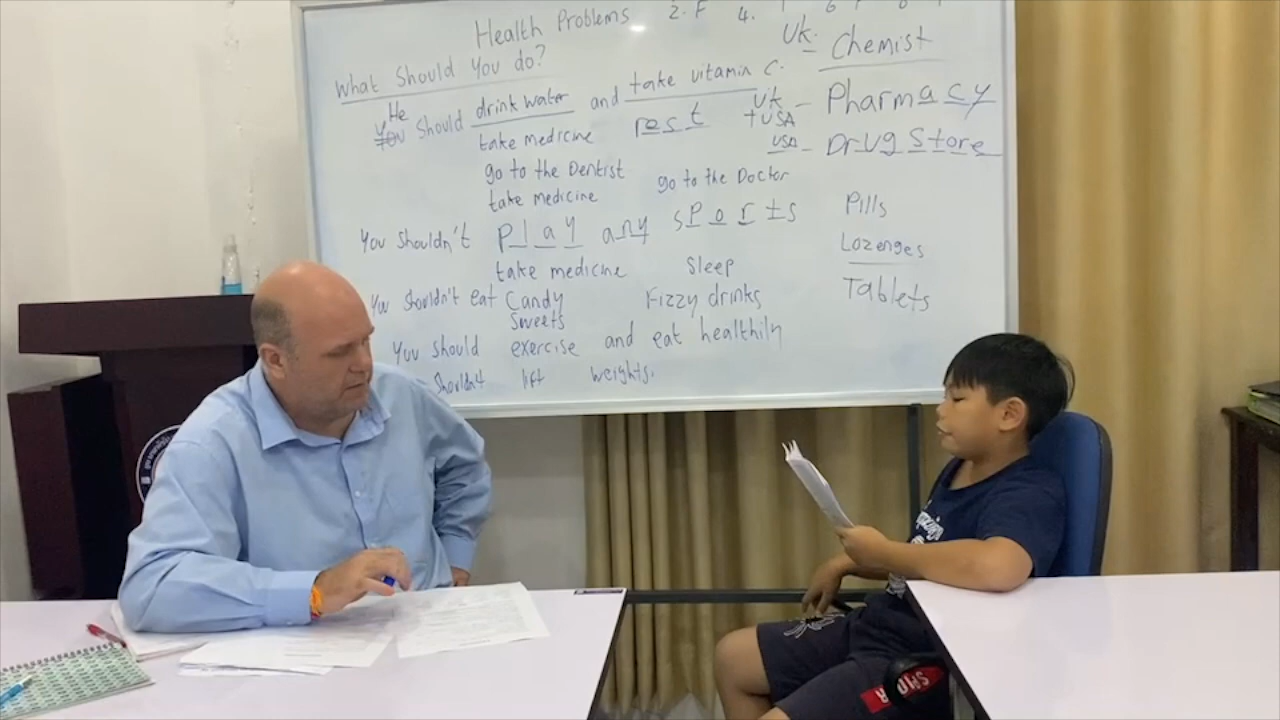 Health Problems 2. F 4.
UK. Chemist
What Should You do?
He
You Should drink water and take vitamin C.
UK + USA - Pharmacy
take medicine rest
USA - Drug Store
go to the Dentist go to the Doctor
take medicine
Pills
You Shouldn't play any sports
Lozenges
take medicine Sleep
Tablets
You Shouldn't eat Candy Fizzy drinks
Sweets
You Should exercise and eat healthily
Shouldn't lift weights.